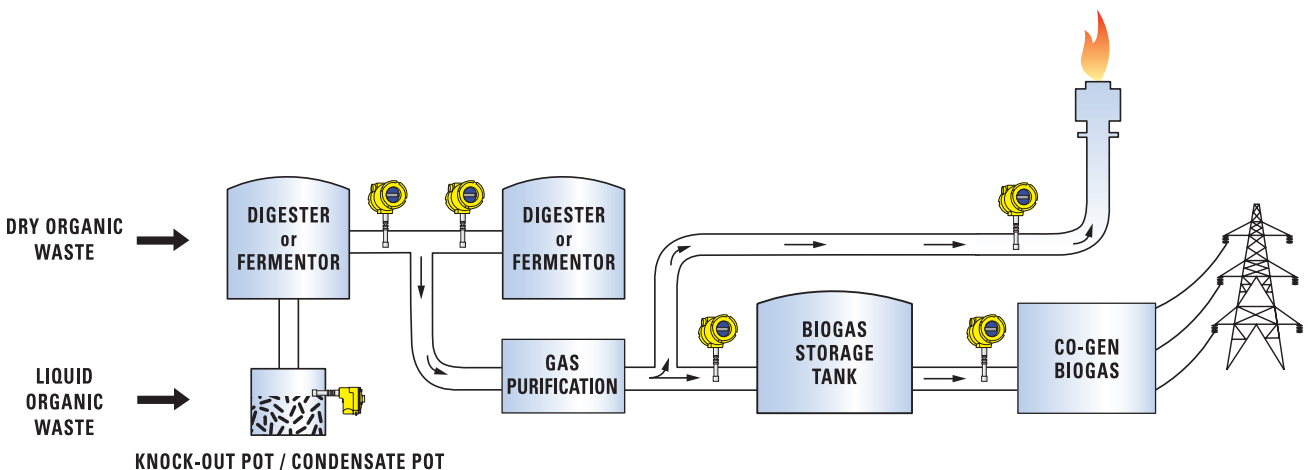 DRY ORGANIC
WASTE
DIGESTER
or
FERMENTOR
DIGESTER
or
FERMENTOR
LIQUID
ORGANIC
WASTE
GAS
PURIFICATION
BIOGAS
STORAGE
TANK
CO-GEN
BIOGAS
KNOCK-OUT POT / CONDENSATE POT